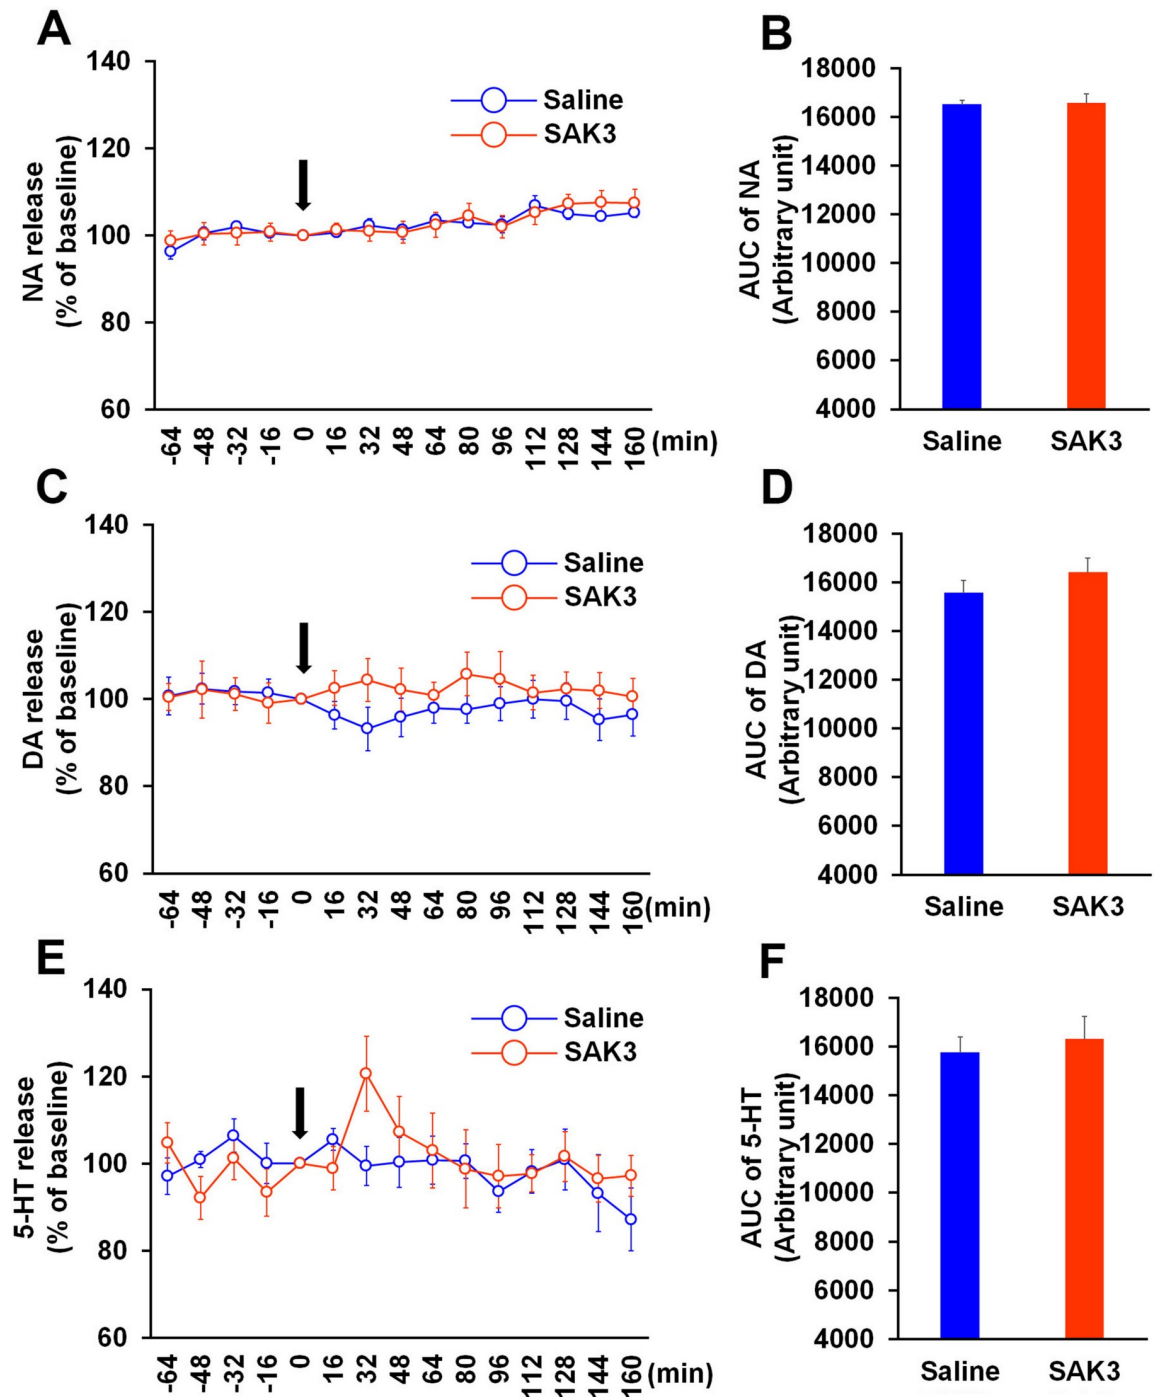 A
140
120
100
80
60
NA release
(% of baseline)
Saline
SAK3
-64 -48 -32 -16 0 16 32 48 64 80 96 112 128 144 160 (min)
B
18000
16000
14000
12000
10000
8000
6000
4000
AUC of NA
(Arbitrary unit)
Saline SAK3
C
140
120
100
80
60
DA release
(% of baseline)
Saline
SAK3
-64 -48 -32 -16 0 16 32 48 64 80 96 112 128 144 160 (min)
D
18000
16000
14000
12000
10000
8000
6000
4000
AUC of DA
(Arbitrary unit)
Saline SAK3
E
140
120
100
80
60
5-HT release
(% of baseline)
Saline
SAK3
-64 -48 -32 -16 0 16 32 48 64 80 96 112 128 144 160 (min)
F
18000
16000
14000
12000
10000
8000
6000
4000
AUC of 5-HT
(Arbitrary unit)
Saline SAK3